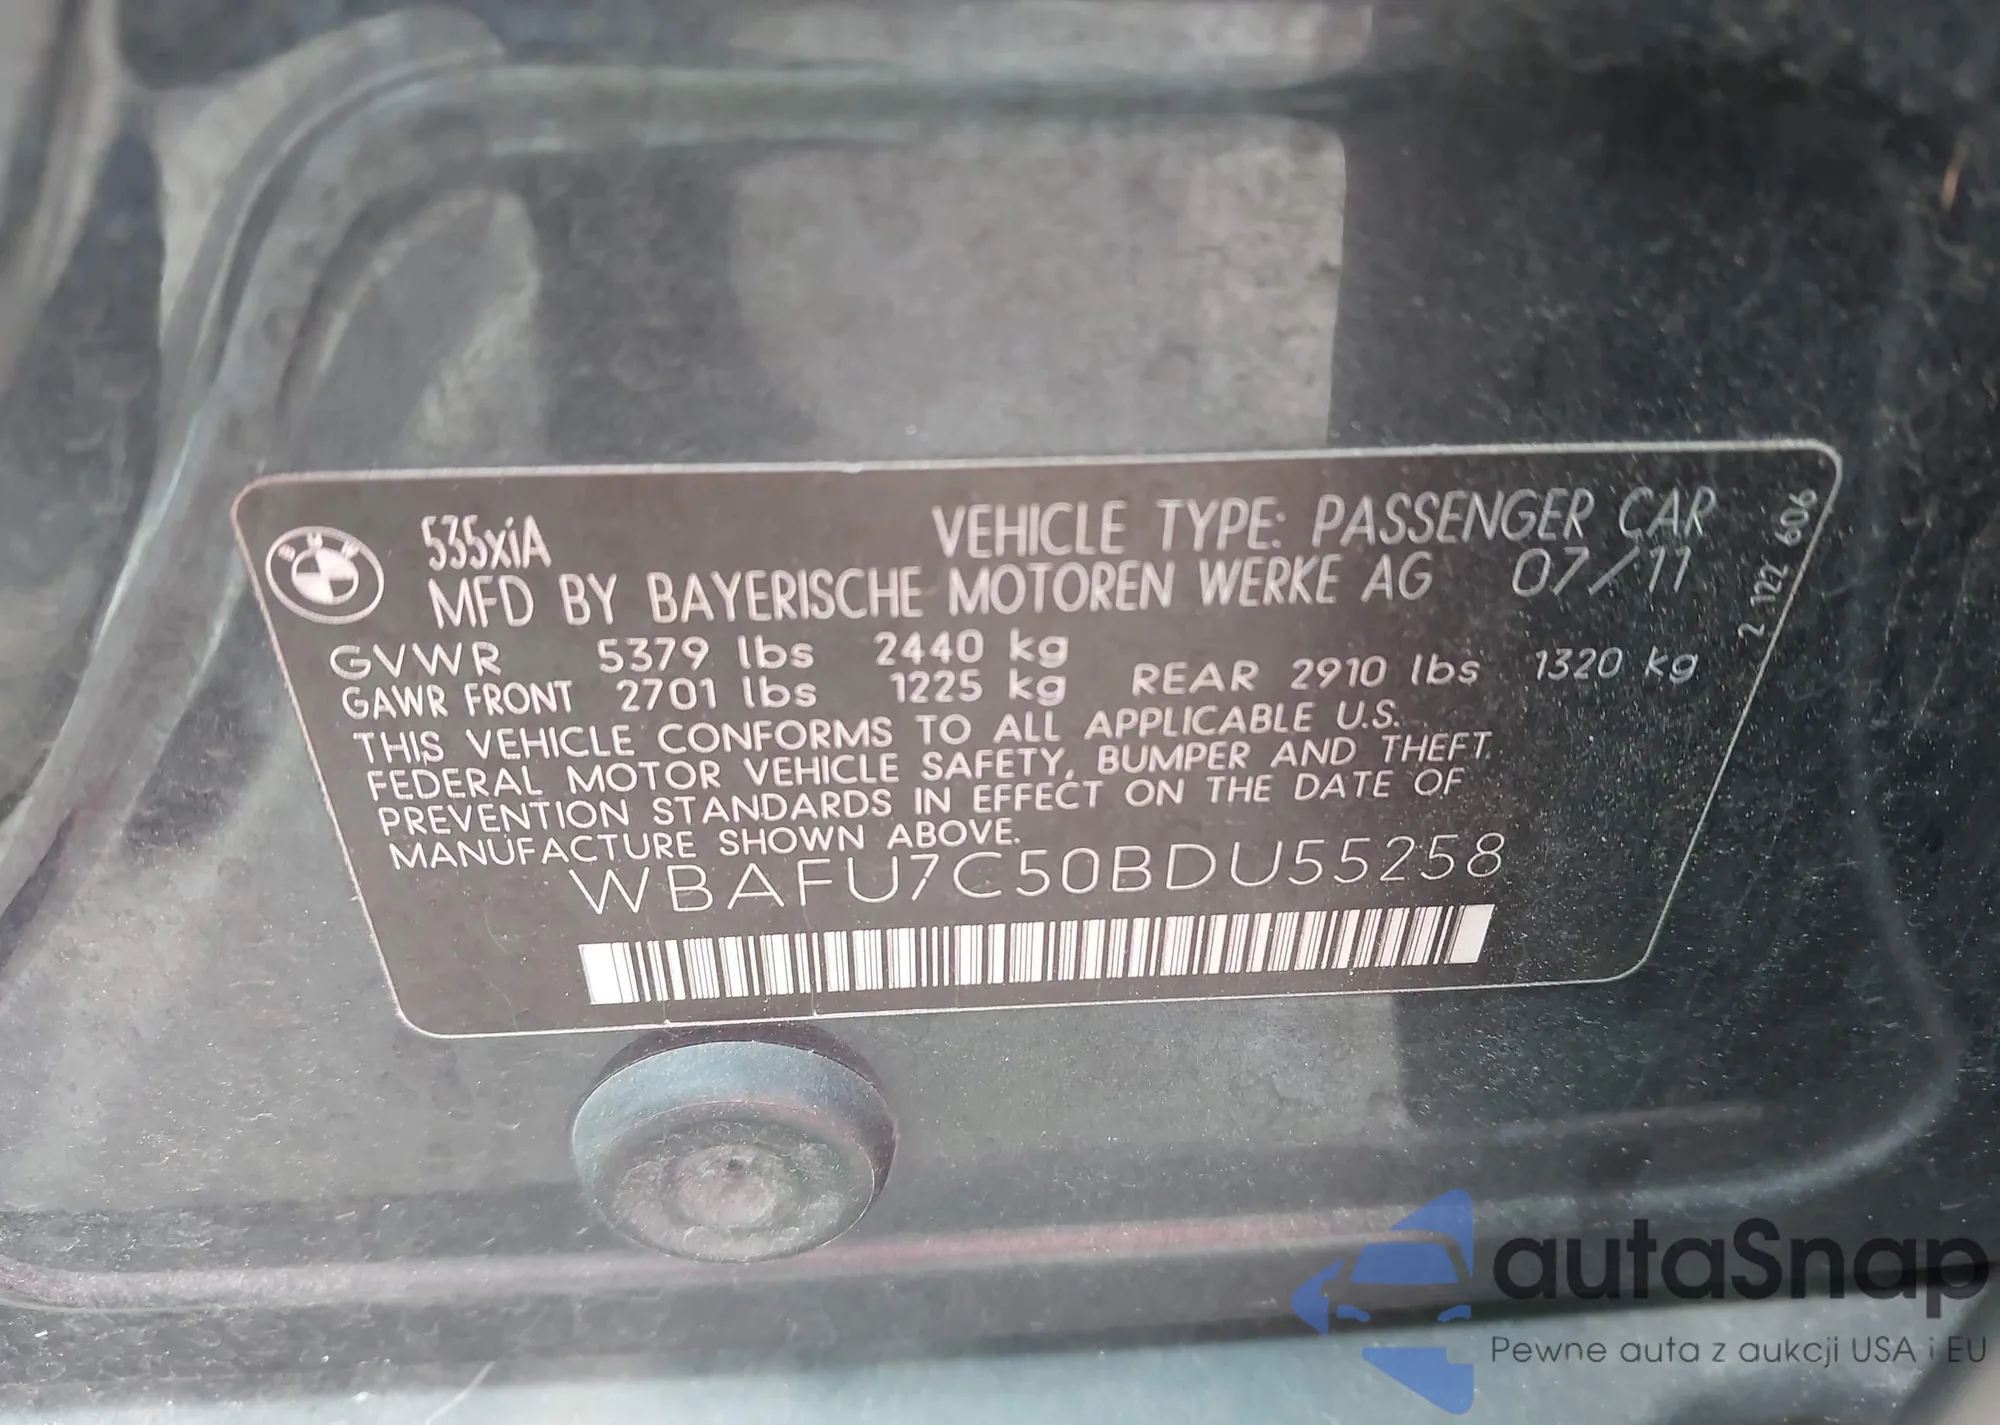 535xiA
VEHICLE TYPE: PASSENGER CAR
MFD BY BAYERISCHE MOTOREN WERKE AG 07/11
GVWR 5379 lbs 2440 kg
GAWR FRONT 2701 lbs 1225 kg REAR 2910 lbs 1320 kg
THIS VEHICLE CONFORMS TO ALL APPLICABLE U.S.
FEDERAL MOTOR VEHICLE SAFETY, BUMPER AND THEFT
PREVENTION STANDARDS IN EFFECT ON THE DATE OF
MANUFACTURE SHOWN ABOVE.
WBAFU7C50BDU55258
2 122 606
BMW
autaSnap
Pewne auta z aukcji USA i EU